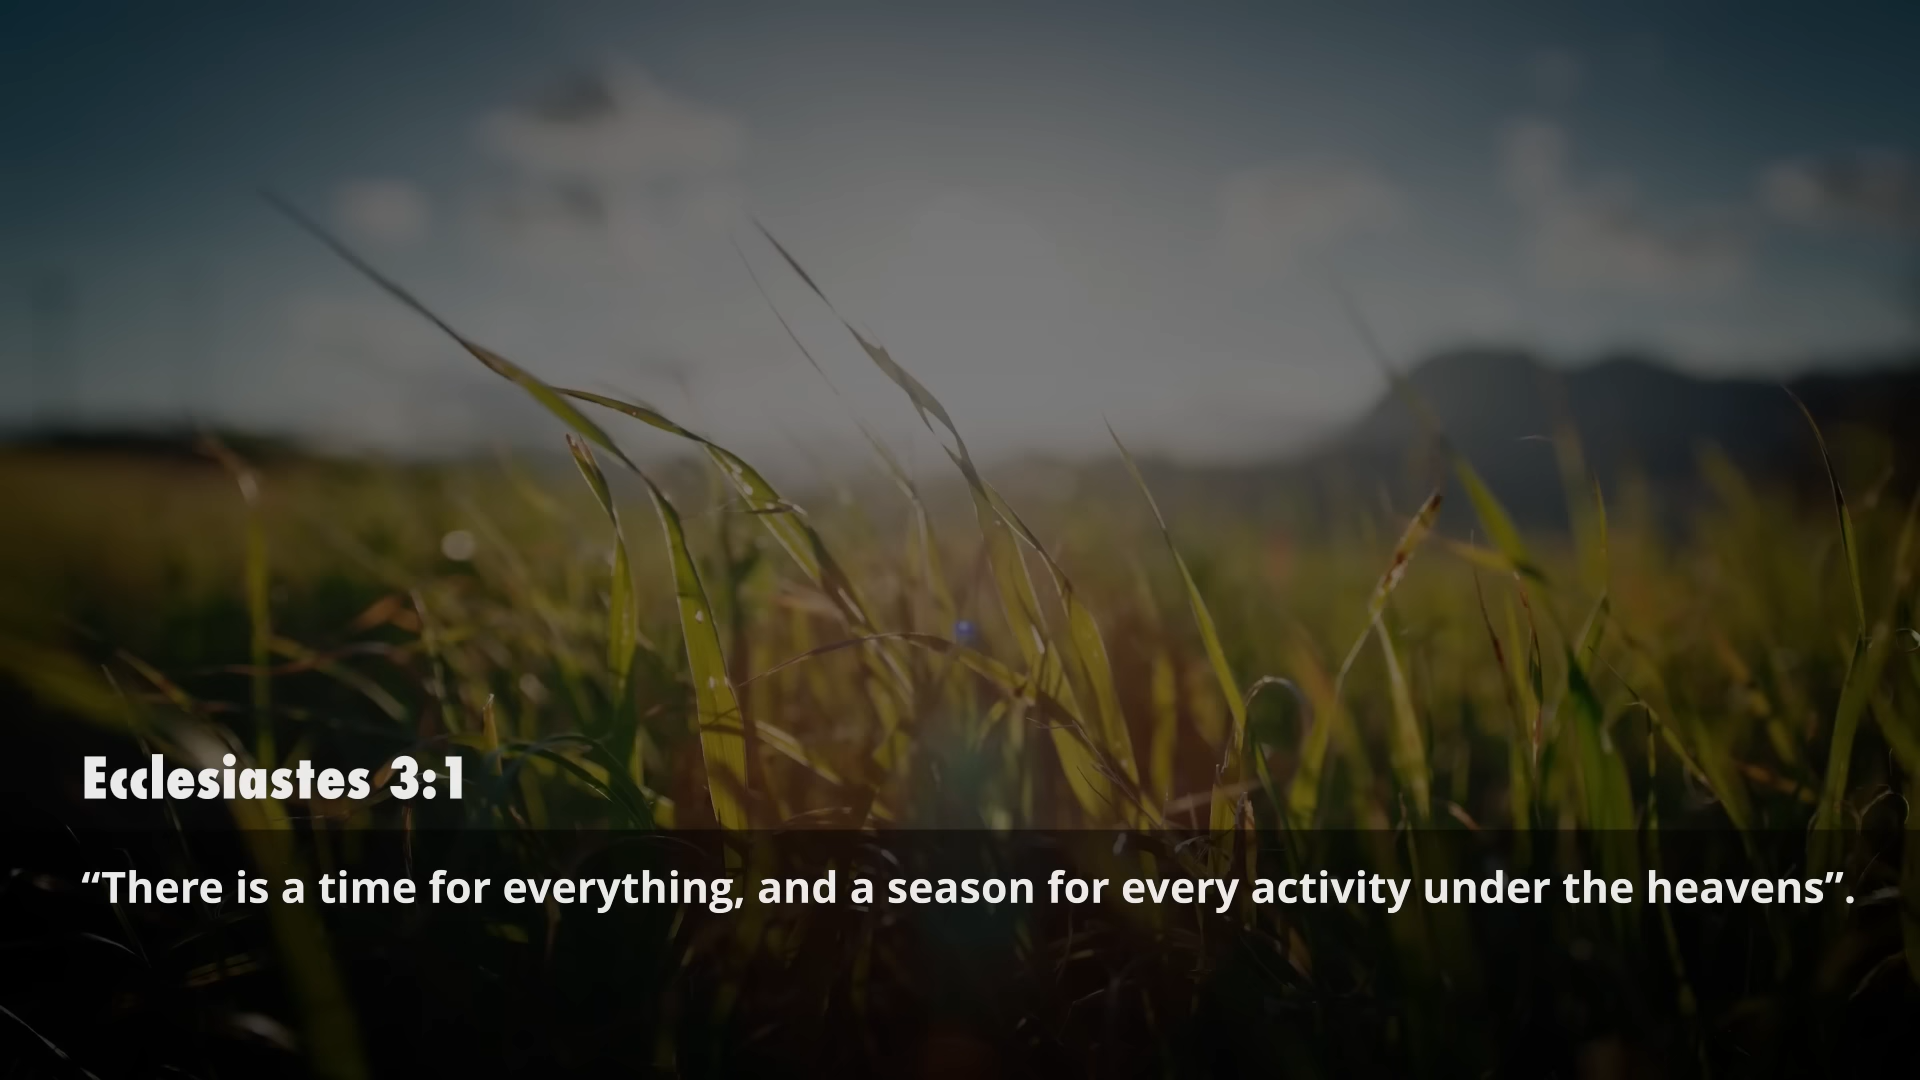 Ecclesiastes 3:1
“There is a time for everything, and a season for every activity under the heavens”.